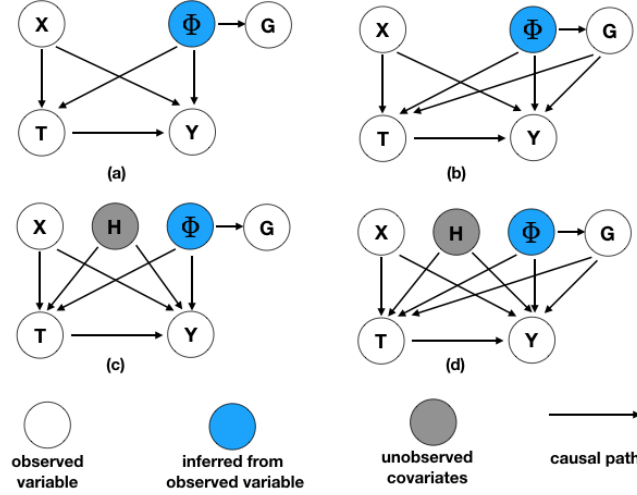 X Φ G
T Y
(a)
X Φ G
T Y
(b)
X H Φ G
T Y
(c)
X H Φ G
T Y
(d)
observed
variable
inferred from
observed variable
unobserved
covariates
causal path